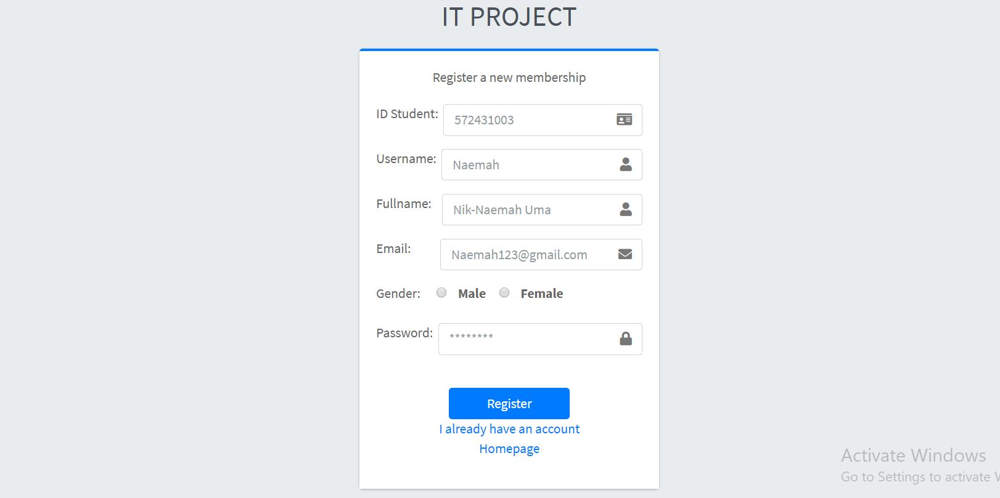 IT PROJECT
Register a new membership
ID Student: 572431003
Username: Naemah
Fullname: Nik-Naemah Uma
Email: Naemah123@gmail.com
Gender: Male Female
Password: ********
Register
I already have an account
Homepage
Activate Windows
Go to Settings to activate